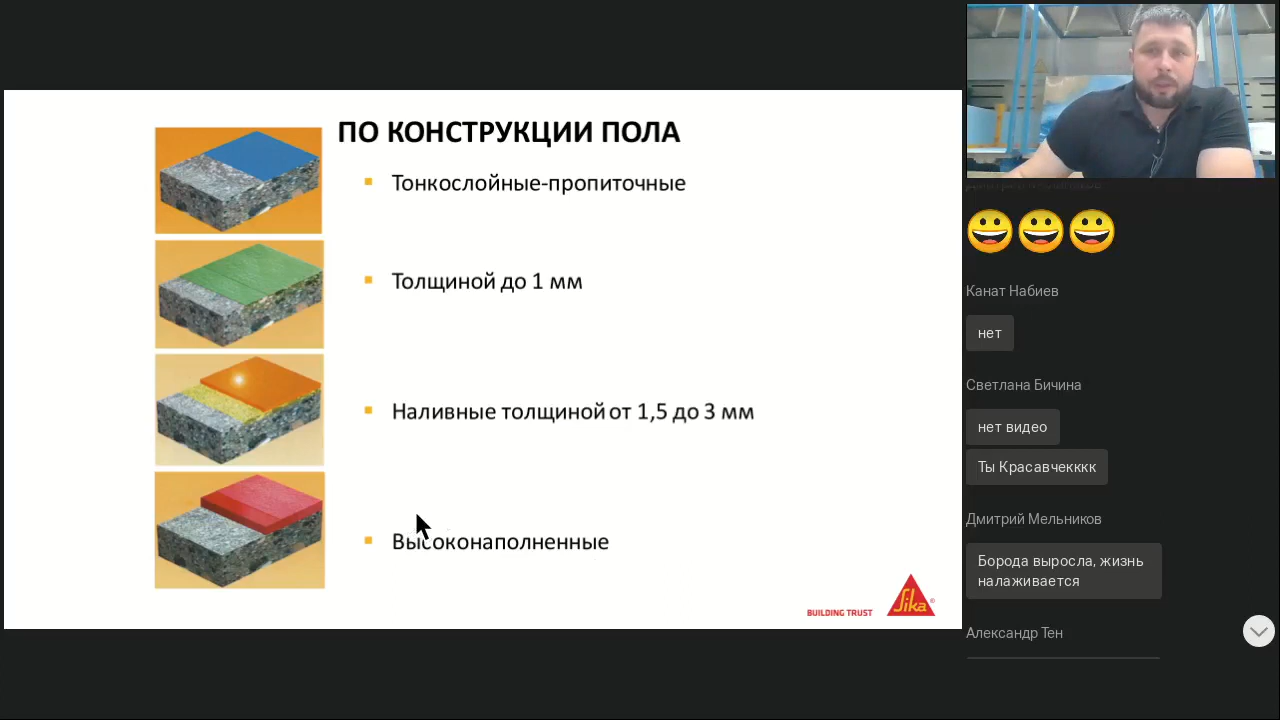 ПО КОНСТРУКЦИИ ПОЛА
Тонкослойные-пропиточные
Толщиной до 1 мм
Наливные толщиной от 1,5 до 3 мм
Высоконаполненные
BUILDING TRUST
Sika®
Канат Набиев
нет
Светлана Бичина
нет видео
Ты Красавчекккк
Дмитрий Мельников
Борода выросла, жизнь
налаживается
Александр Тен